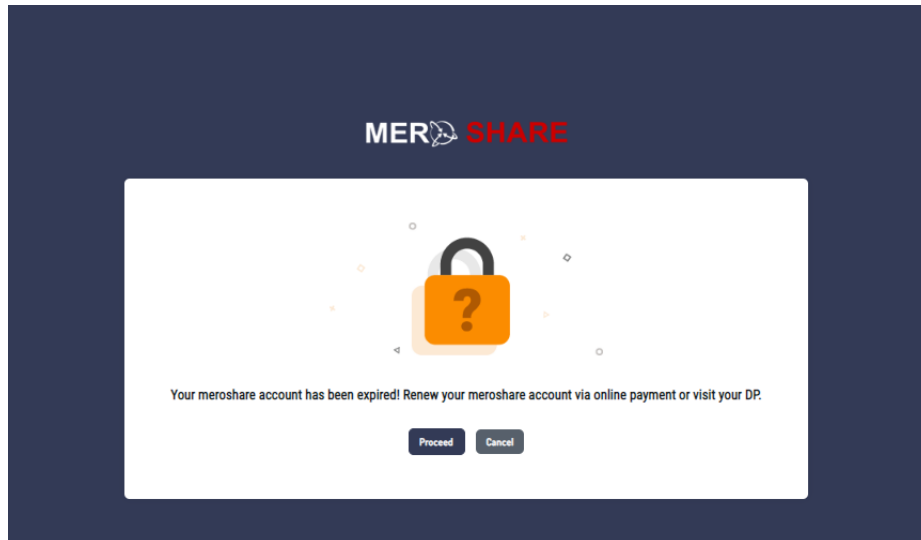 MERO SHARE
?
Your meroshare account has been expired! Renew your meroshare account via online payment or visit your DP.
Proceed Cancel